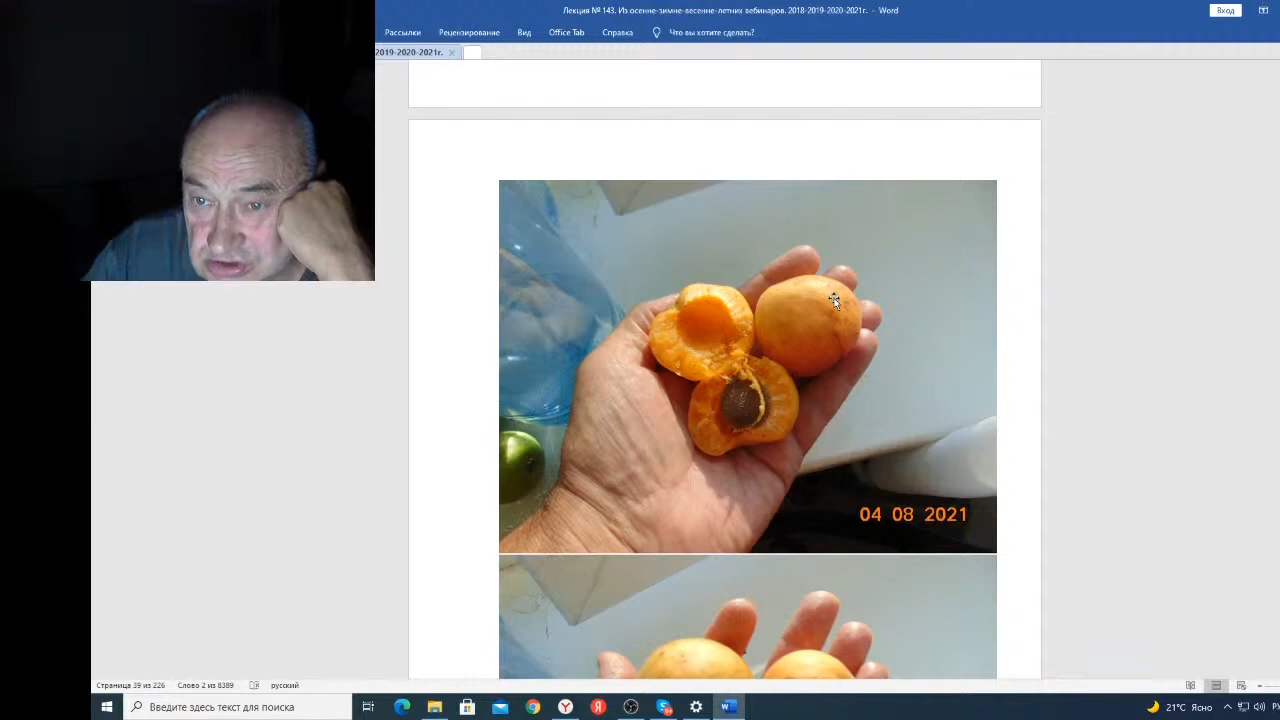 Лекция № 143. Из осенне-зимне-весенне-летних вебинаров. 2018-2019-2020-2021г. - Word
Вход
Рассылки Рецензирование Вид Office Tab Справка Что вы хотите сделать?
2019-2020-2021г.
04 08 2021
Страница 39 из 226 Слово 2 из 8389 русский
Введите здесь текст для поиска
21°C Ясно